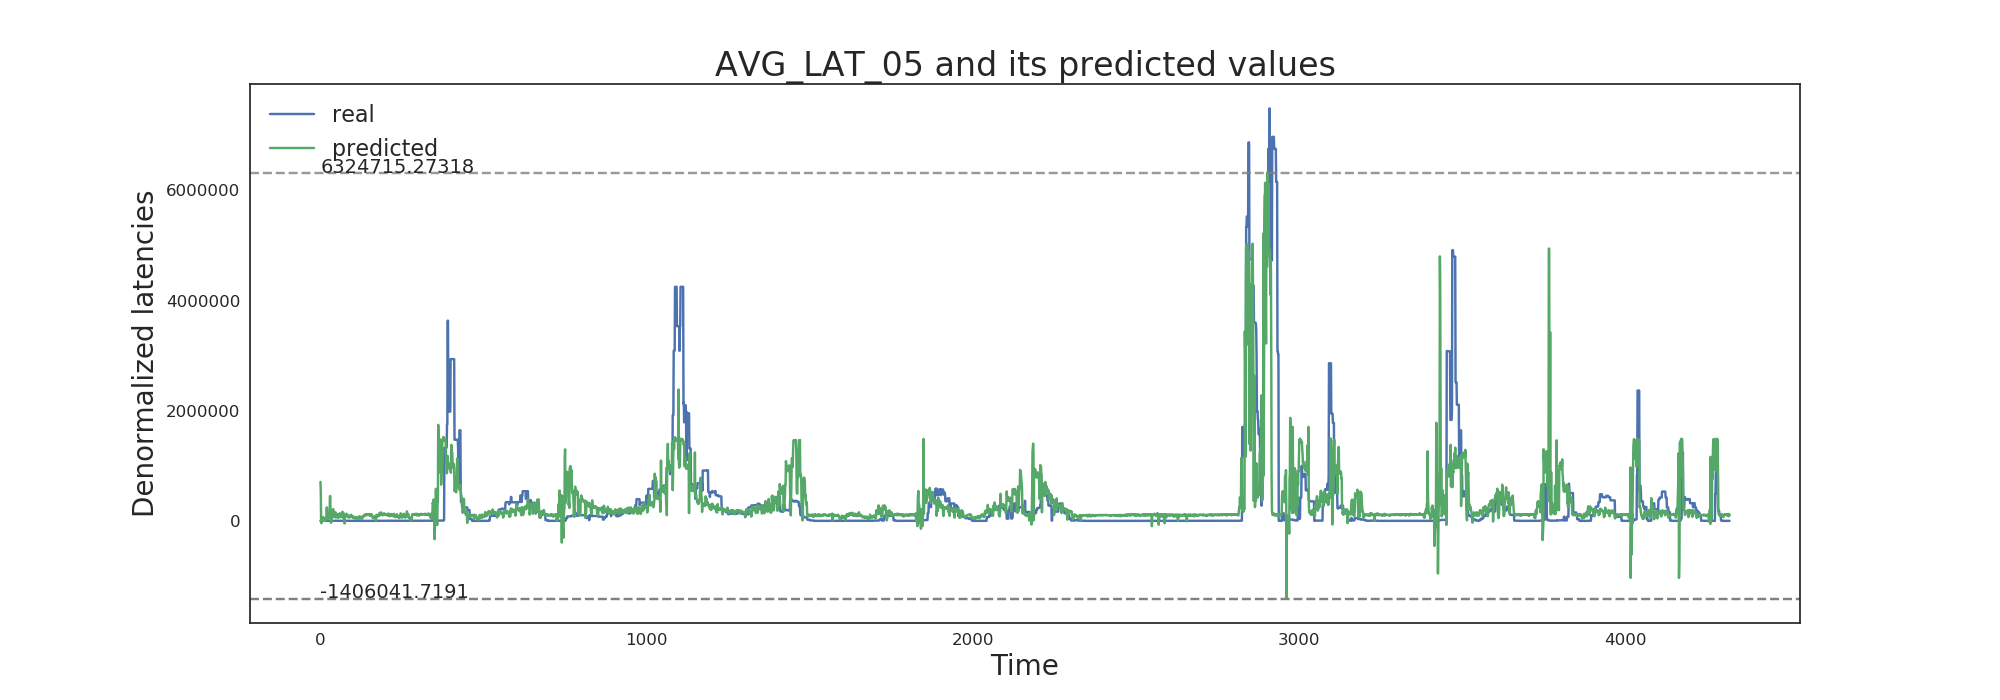 AVG_LAT_05 and its predicted values
real
predicted
6324715.27318
6000000
4000000
2000000
0
-1406041.7191
Denormalized latencies
0 1000 2000 3000 4000
Time